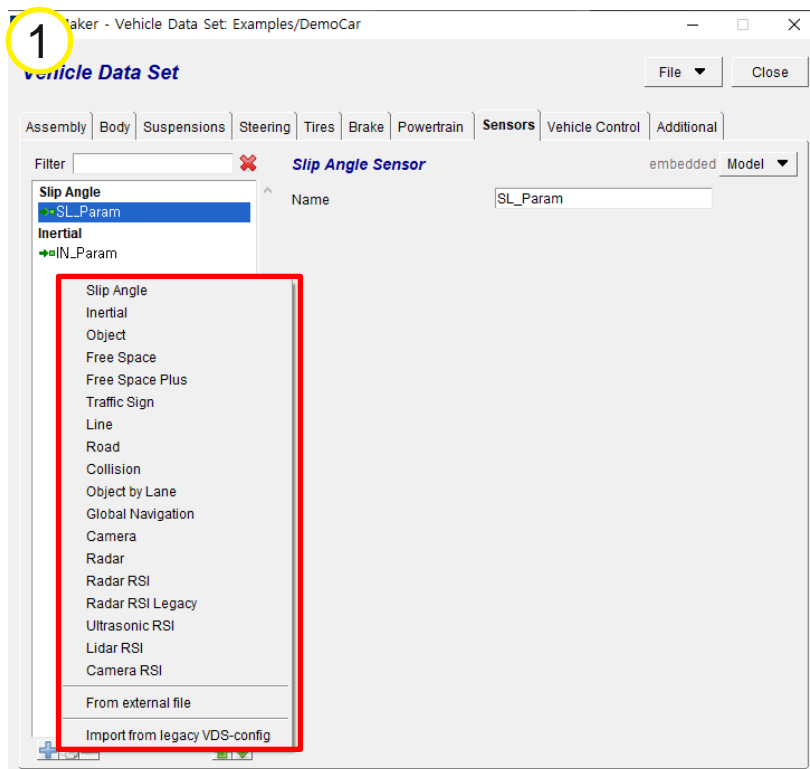 1
aker - Vehicle Data Set: Examples/DemoCar
Vehicle Data Set
File
Close
Assembly Body Suspensions Steering Tires Brake Powertrain Sensors Vehicle Control Additional
Filter
Slip Angle Sensor
embedded Model
Slip Angle
SL_Param
Name
SL_Param
Inertial
IN_Param
Slip Angle
Inertial
Object
Free Space
Free Space Plus
Traffic Sign
Line
Road
Collision
Object by Lane
Global Navigation
Camera
Radar
Radar RSI
Radar RSI Legacy
Ultrasonic RSI
Lidar RSI
Camera RSI
From external file
Import from legacy VDS-config